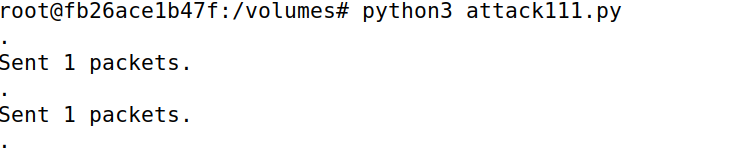 root@fb26ace1b47f:/volumes# python3 attack111.py
.
Sent 1 packets.
.
Sent 1 packets.
.